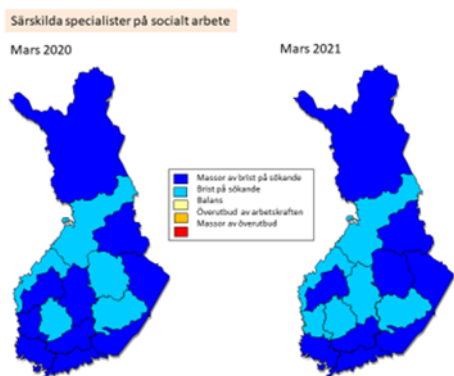 Särskilda specialister på socialt arbete
Mars 2020
Mars 2021
Massor av brist på sökande
Brist på sökande
Balans
Överutbud av arbetskraften
Massor av överutbud